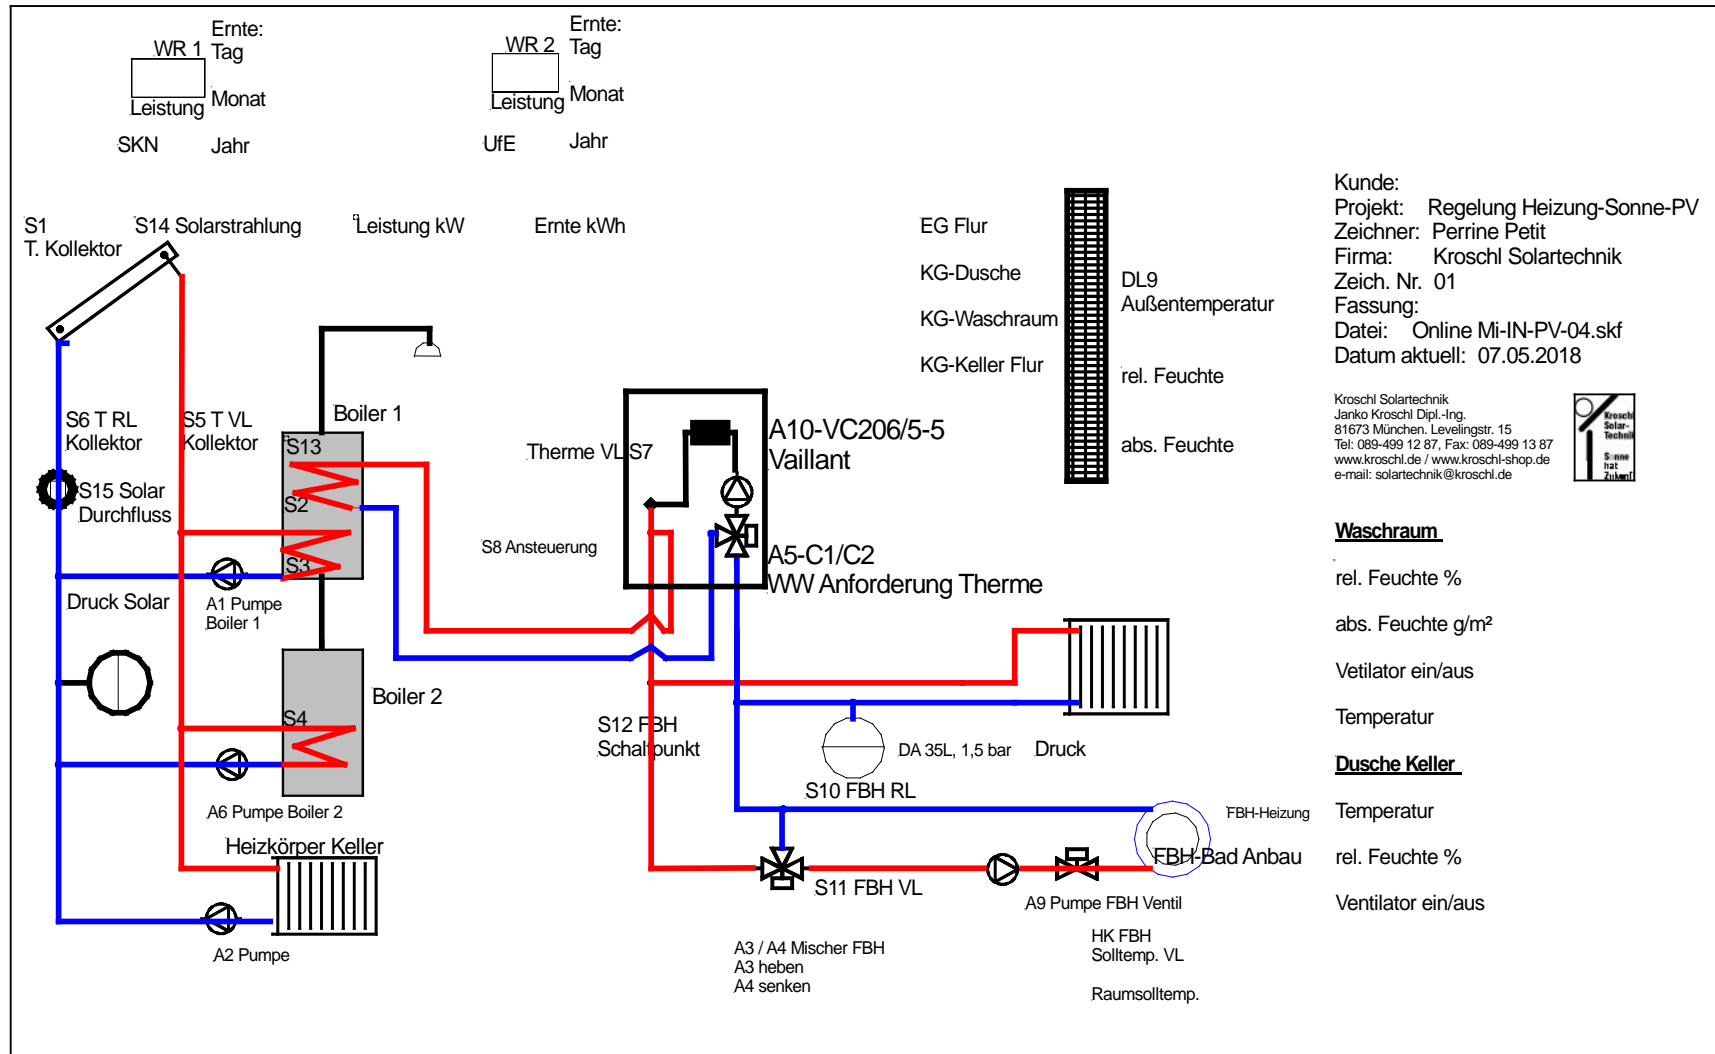 Ernte:
WR 1 Tag
Leistung Monat
SKN Jahr
Ernte:
WR 2 Tag
Leistung Monat
UfE Jahr
S1
T. Kollektor
S14 Solarstrahlung
Leistung kW
Ernte kWh
EG Flur
KG-Dusche
KG-Waschraum
KG-Keller Flur
DL9
Außentemperatur
rel. Feuchte
abs. Feuchte
Kunde:
Projekt: Regelung Heizung-Sonne-PV
Zeichner: Perrine Petit
Firma: Kroschl Solartechnik
Zeich. Nr. 01
Fassung:
Datei: Online Mi-IN-PV-04.skf
Datum aktuell: 07.05.2018
Kroschl Solartechnik
Janko Kroschl Dipl.-Ing.
81673 München. Levelingstr. 15
Tel: 089-499 12 87, Fax: 089-499 13 87
www.kroschl.de / www.kroschl-shop.de
e-mail: solartechnik@kroschl.de
Kroschl
Solar-
Technik
Sonne
hat
Zukunft
S6 T RL
Kollektor
S5 T VL
Kollektor
Boiler 1
S13
S2
S3
S15 Solar
Durchfluss
Therme VL S7
A10-VC206/5-5
Vaillant
S8 Ansteuerung
A5-C1/C2
WW Anforderung Therme
Druck Solar
A1 Pumpe
Boiler 1
Boiler 2
S4
A6 Pumpe Boiler 2
Heizkörper Keller
A2 Pumpe
S12 FBH
Schaltpunkt
DA 35L, 1,5 bar
Druck
S10 FBH RL
FBH-Heizung
FBH-Bad Anbau
S11 FBH VL
A9 Pumpe FBH Ventil
A3 / A4 Mischer FBH
A3 heben
A4 senken
HK FBH
Solltemp. VL
Raumsolltemp.
Waschraum
rel. Feuchte %
abs. Feuchte g/m²
Vetilator ein/aus
Temperatur
Dusche Keller
Temperatur
rel. Feuchte %
Ventilator ein/aus